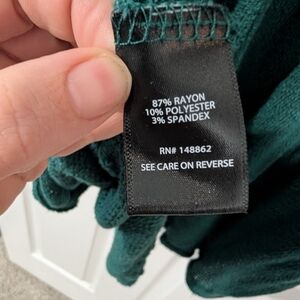 87% RAYON
10% POLYESTER
3% SPANDEX
RN# 148862
SEE CARE ON REVERSE